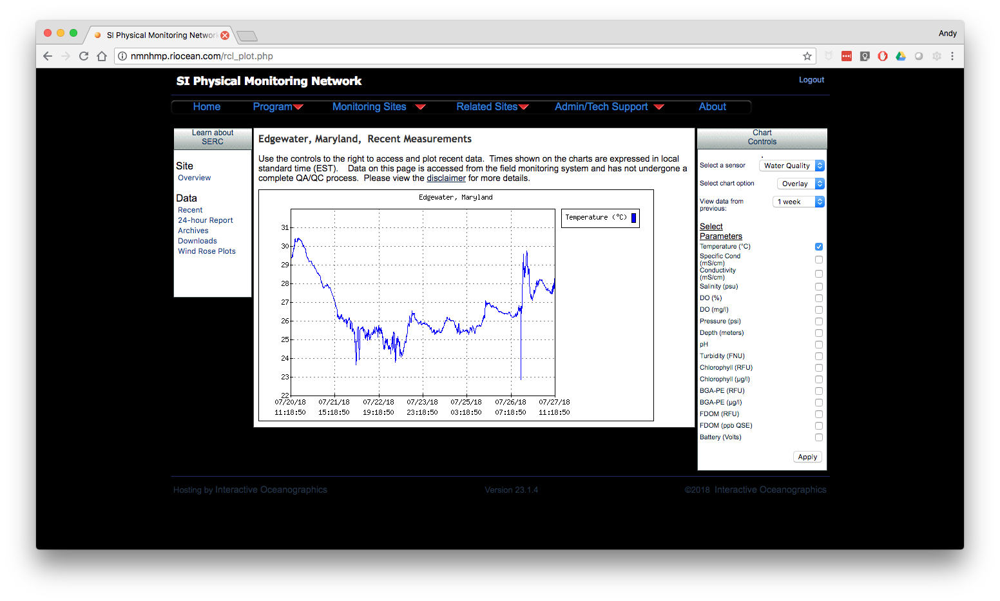 SI Physical Monitoring Networ
Andy
nmnhmp.riocean.com/rcl_plot.php
SI Physical Monitoring Network
Logout
Home Program Monitoring Sites Related Sites Admin/Tech Support About
Learn about
SERC
Site
Overview
Data
Recent
24-hour Report
Archives
Downloads
Wind Rose Plots
Edgewater, Maryland, Recent Measurements
Use the controls to the right to access and plot recent data. Times shown on the charts are expressed in local
standard time (EST). Data on this page is accessed from the field monitoring system and has not undergone a
complete QA/QC process. Please view the disclaimer for more details.
Edgewater, Maryland
Temperature (°C)
31
30
29
28
27
26
25
24
23
22
07/20/18 07/21/18 07/22/18 07/23/18 07/25/18 07/26/18 07/27/18
11:18:50 15:18:50 19:18:50 23:18:50 03:18:50 07:18:50 11:18:50
Chart
Controls
Select a sensor Water Quality
Select chart option Overlay
View data from
previous: 1 week
Select
Parameters
Temperature (°C)
Specific Cond
(mS/cm)
Conductivity
(mS/cm)
Salinity (psu)
DO (%)
DO (mg/l)
Pressure (psi)
Depth (meters)
pH
Turbidity (FNU)
Chlorophyll (RFU)
Chlorophyll (µg/l)
BGA-PE (RFU)
BGA-PE (µg/l)
FDOM (RFU)
FDOM (ppb QSE)
Battery (Volts)
Apply
Hosting by Interactive Oceanographics
Version 23.1.4
©2018 Interactive Oceanographics